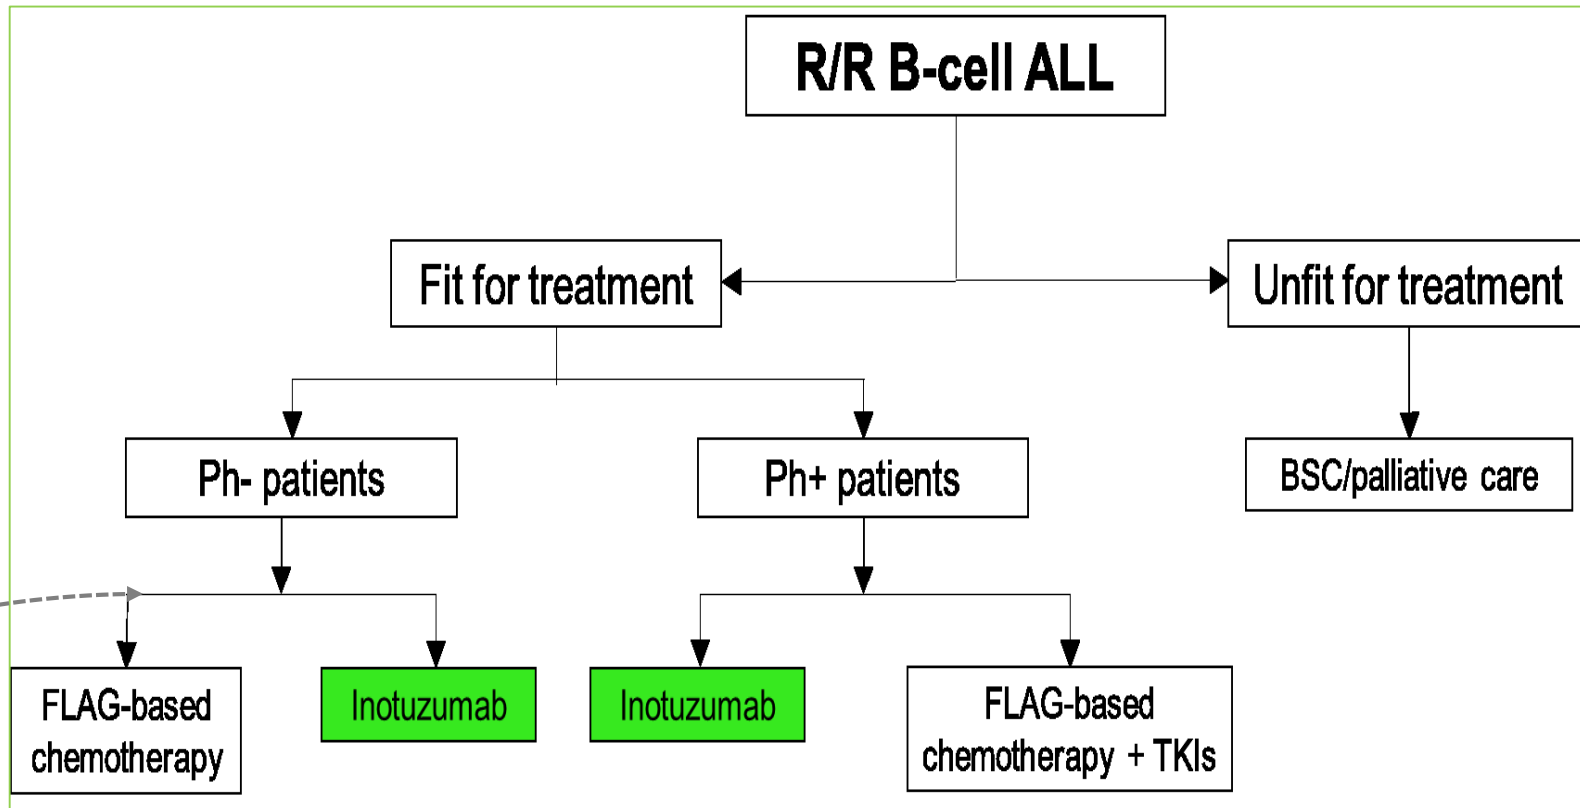 R/R B-cell ALL
Fit for treatment
Unfit for treatment
Ph- patients
Ph+ patients
BSC/palliative care
FLAG-based
chemotherapy
Inotuzumab
Inotuzumab
FLAG-based
chemotherapy + TKIs